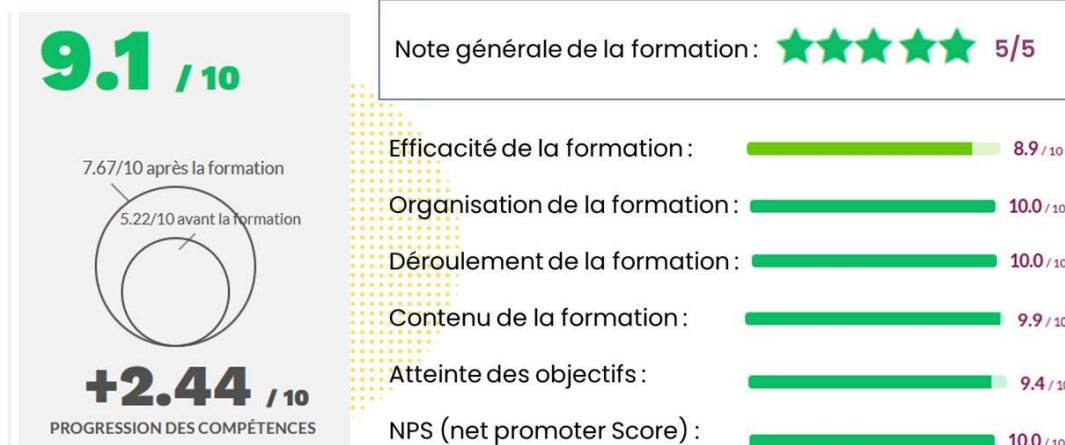 9.1 / 10
7.67/10 après la formation
5.22/10 avant la formation
+2.44 / 10
PROGRESSION DES COMPÉTENCES
Note générale de la formation : 5/5
Efficacité de la formation : 8.9 / 10
Organisation de la formation : 10.0 / 10
Déroulement de la formation : 10.0 / 10
Contenu de la formation : 9.9 / 10
Atteinte des objectifs : 9.4 / 10
NPS (net promoter Score) : 10.0 / 10